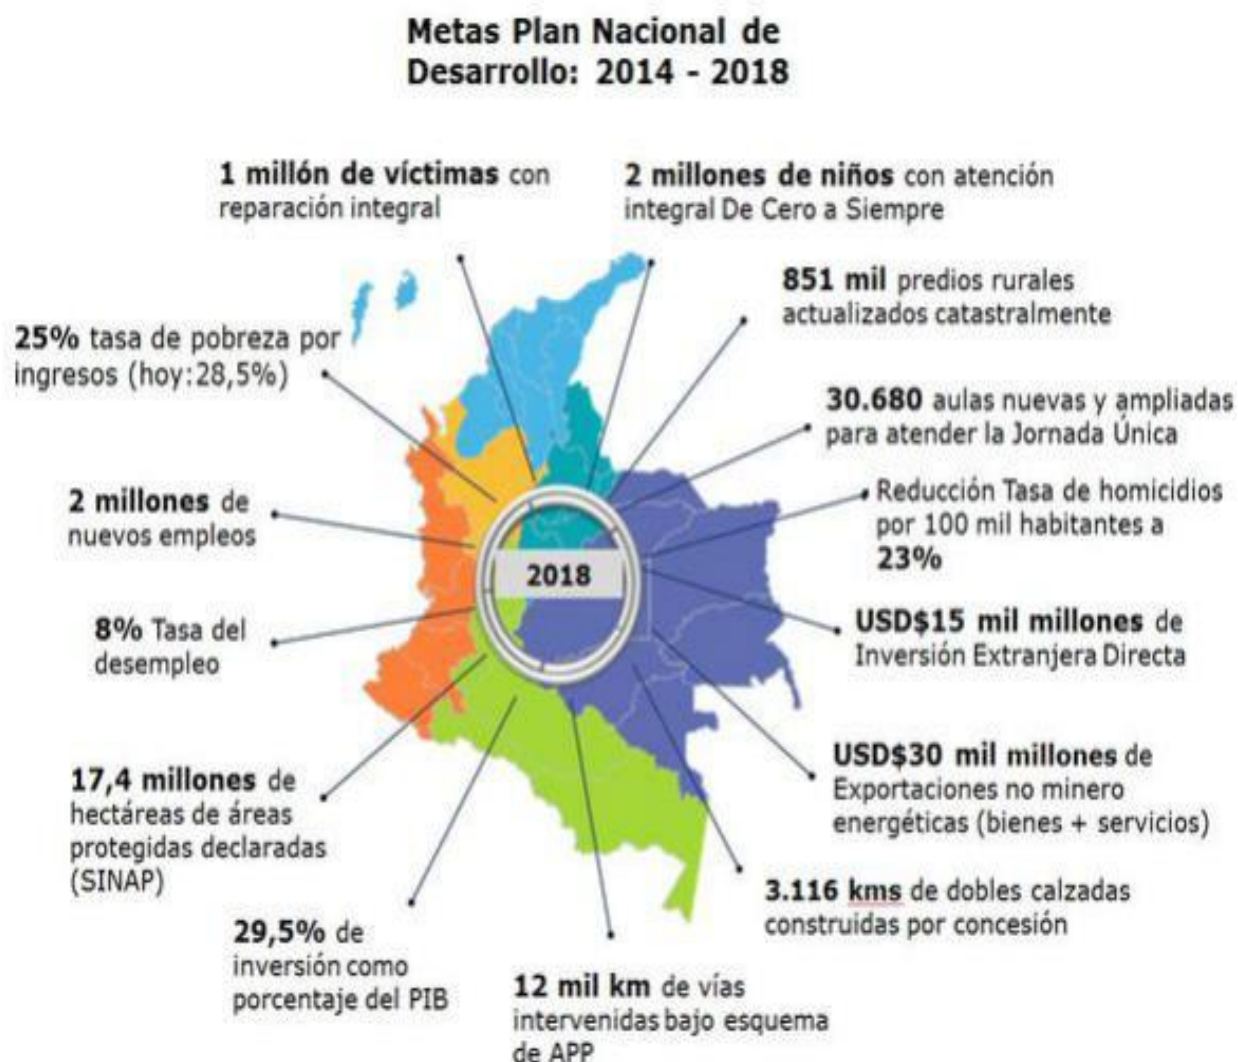 Metas Plan Nacional de
Desarrollo: 2014 - 2018
1 millón de víctimas con
reparación integral
2 millones de niños con atención
integral De Cero a Siempre
851 mil predios rurales
actualizados catastralmente
25% tasa de pobreza por
ingresos (hoy:28,5%)
30.680 aulas nuevas y ampliadas
para atender la Jornada Única
2 millones de
nuevos empleos
Reducción Tasa de homicidios
por 100 mil habitantes a
23%
2018
8% Tasa del
desempleo
USD$15 mil millones de
Inversión Extranjera Directa
17,4 millones de
hectáreas de áreas
protegidas declaradas
(SINAP)
USD$30 mil millones de
Exportaciones no minero
energéticas (bienes + servicios)
3.116 kms de dobles calzadas
construidas por concesión
29,5% de
inversión como
porcentaje del PIB
12 mil km de vías
intervenidas bajo esquema
de APP